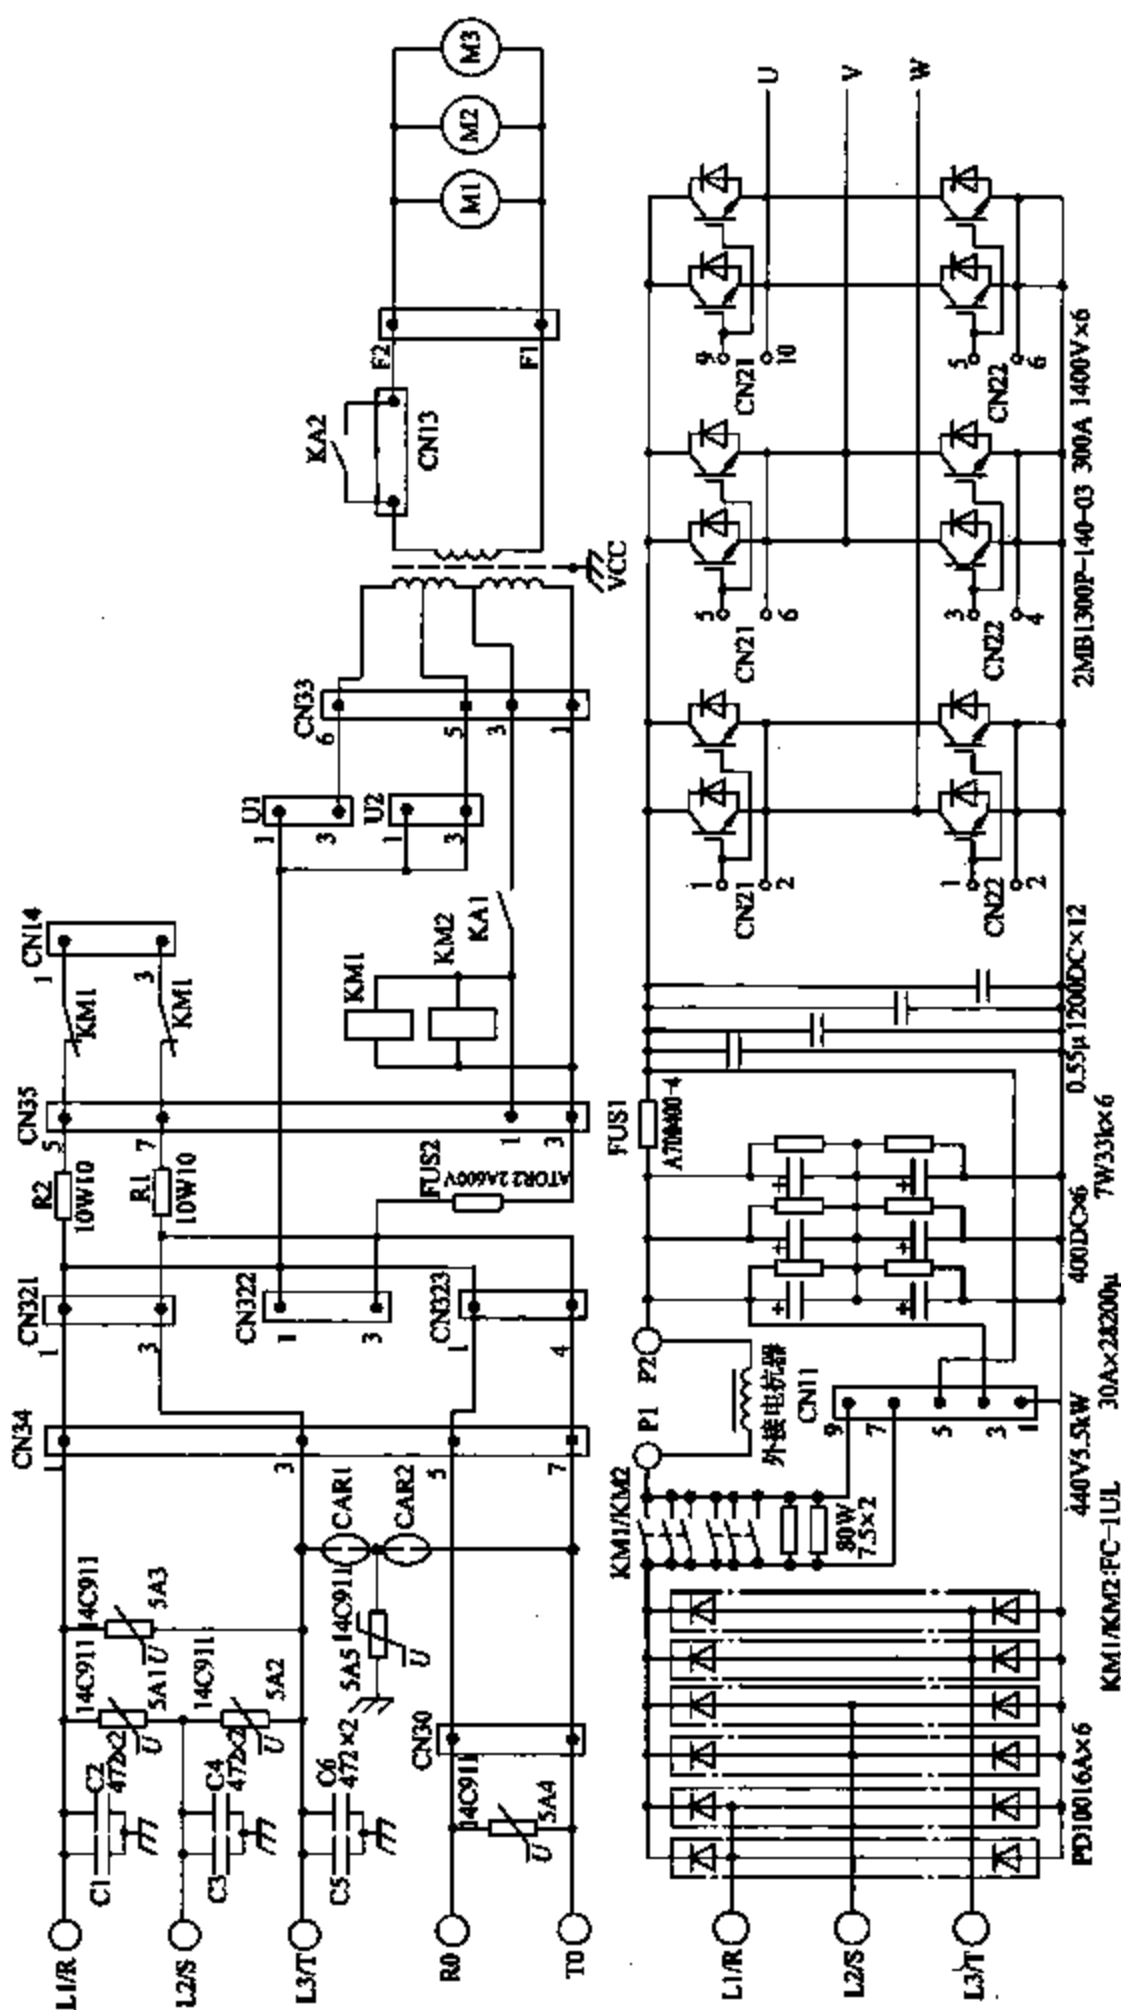 L1/R
L2/S
L3/T
R0
T0
C1
C2
472×2
C3
C4
472×2
C5
C6
472×2
14C911
5A1
U
14C911
5A2
U
14C911
5A3
U
14C911
5A4
U
14C911
5A5
U
CN30
CAR1
CAR2
CN34
1
3
5
7
CN321
1
3
CN322
1
3
CN323
1
4
R2
10W10
R1
10W10
FUS2
ATOR2 2A600V
CN35
5
7
1
3
KM1
KM1
CN14
1
3
KM1
KM2
KA1
U1
1
3
U2
1
3
CN33
6
5
3
1
VCC
KA2
CN13
F2
F1
M1
M2
M3
L1/R
L2/S
L3/T
PD10016A×6
KM1/KM2
80W
7.5×2
KM1/KM2:FC-1UL
P1
P2
外接电抗器
CN11
9
7
5
3
1
440V5.5kW
400DC×6
30A×28200μ
7W33k×6
FUS1
A700400-4
0.55μ1200DC×12
CN21
1
2
CN22
1
2
CN21
5
6
CN22
3
4
CN21
9
10
CN22
5
6
2MB1300P-140-03 300A 1400V×6
U
V
W